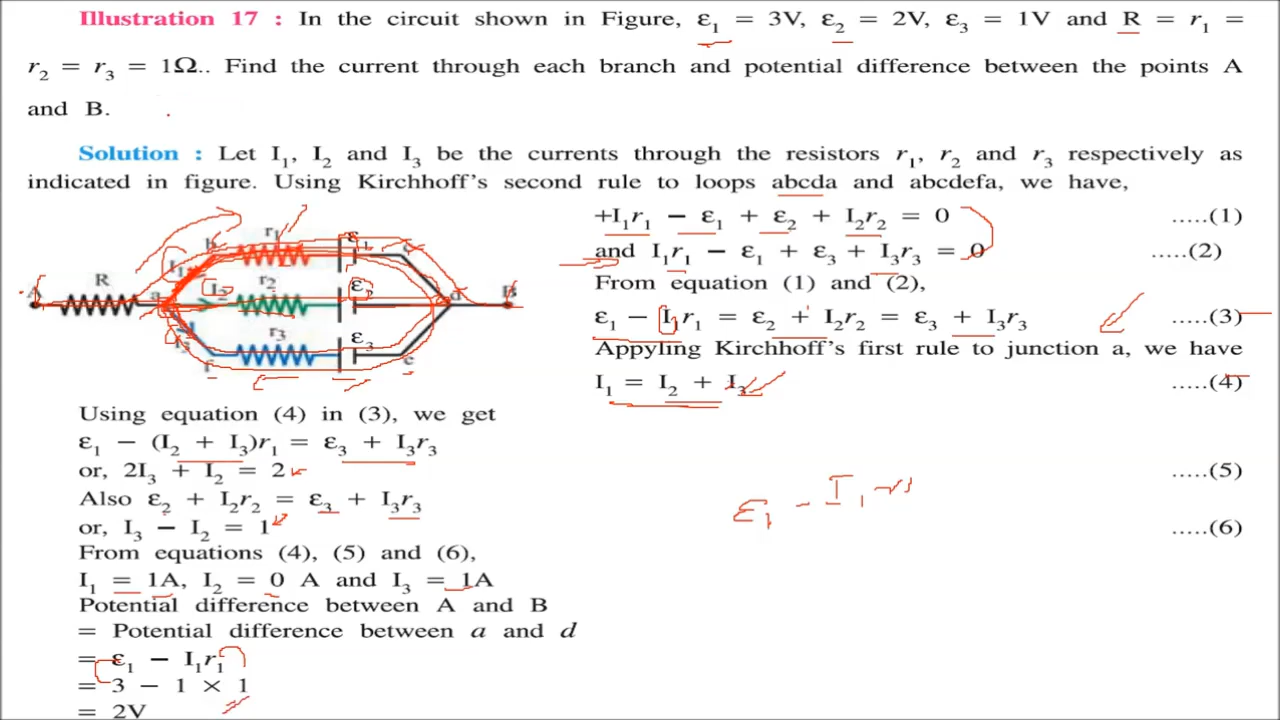 Illustration 17 : In the circuit shown in Figure, ε₁ = 3V, ε₂ = 2V, ε₃ = 1V and R = r₁ =
r₂ = r₃ = 1Ω.. Find the current through each branch and potential difference between the points A
and B.
Solution : Let I₁, I₂ and I₃ be the currents through the resistors r₁, r₂ and r₃ respectively as
indicated in figure. Using Kirchhoff's second rule to loops abcda and abcdefa, we have,
+I₁r₁ − ε₁ + ε₂ + I₂r₂ = 0 .....(1)
and I₁r₁ − ε₁ + ε₃ + I₃r₃ = 0 .....(2)
From equation (1) and (2),
ε₁ − I₁r₁ = ε₂ + I₂r₂ = ε₃ + I₃r₃ .....(3)
Appyling Kirchhoff's first rule to junction a, we have
I₁ = I₂ + I₃ .....(4)
b r₁ ε₁ c
I₁
A R a I₂ r₂ ε₂ d B
I₃ r₃ ε₃
f e
Using equation (4) in (3), we get
ε₁ − (I₂ + I₃)r₁ = ε₃ + I₃r₃
or, 2I₃ + I₂ = 2 .....(5)
Also ε₂ + I₂r₂ = ε₃ + I₃r₃
or, I₃ − I₂ = 1 .....(6)
ε₁ − I₁r₁
From equations (4), (5) and (6),
I₁ = 1A, I₂ = 0 A and I₃ = 1A
Potential difference between A and B
= Potential difference between a and d
= ε₁ − I₁r₁
= 3 − 1 × 1
= 2V